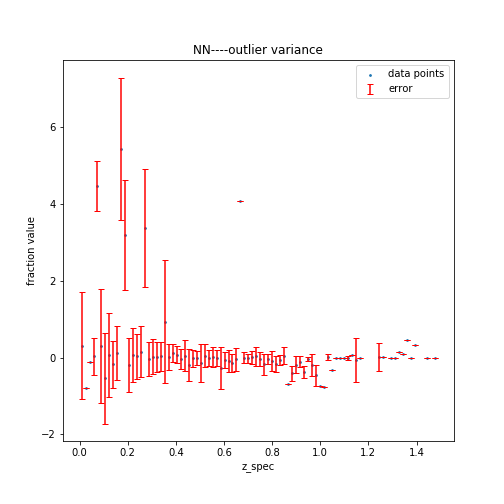 NN----outlier variance
data points
error
fraction value
6
4
2
0
−2
0.0 0.2 0.4 0.6 0.8 1.0 1.2 1.4
z_spec